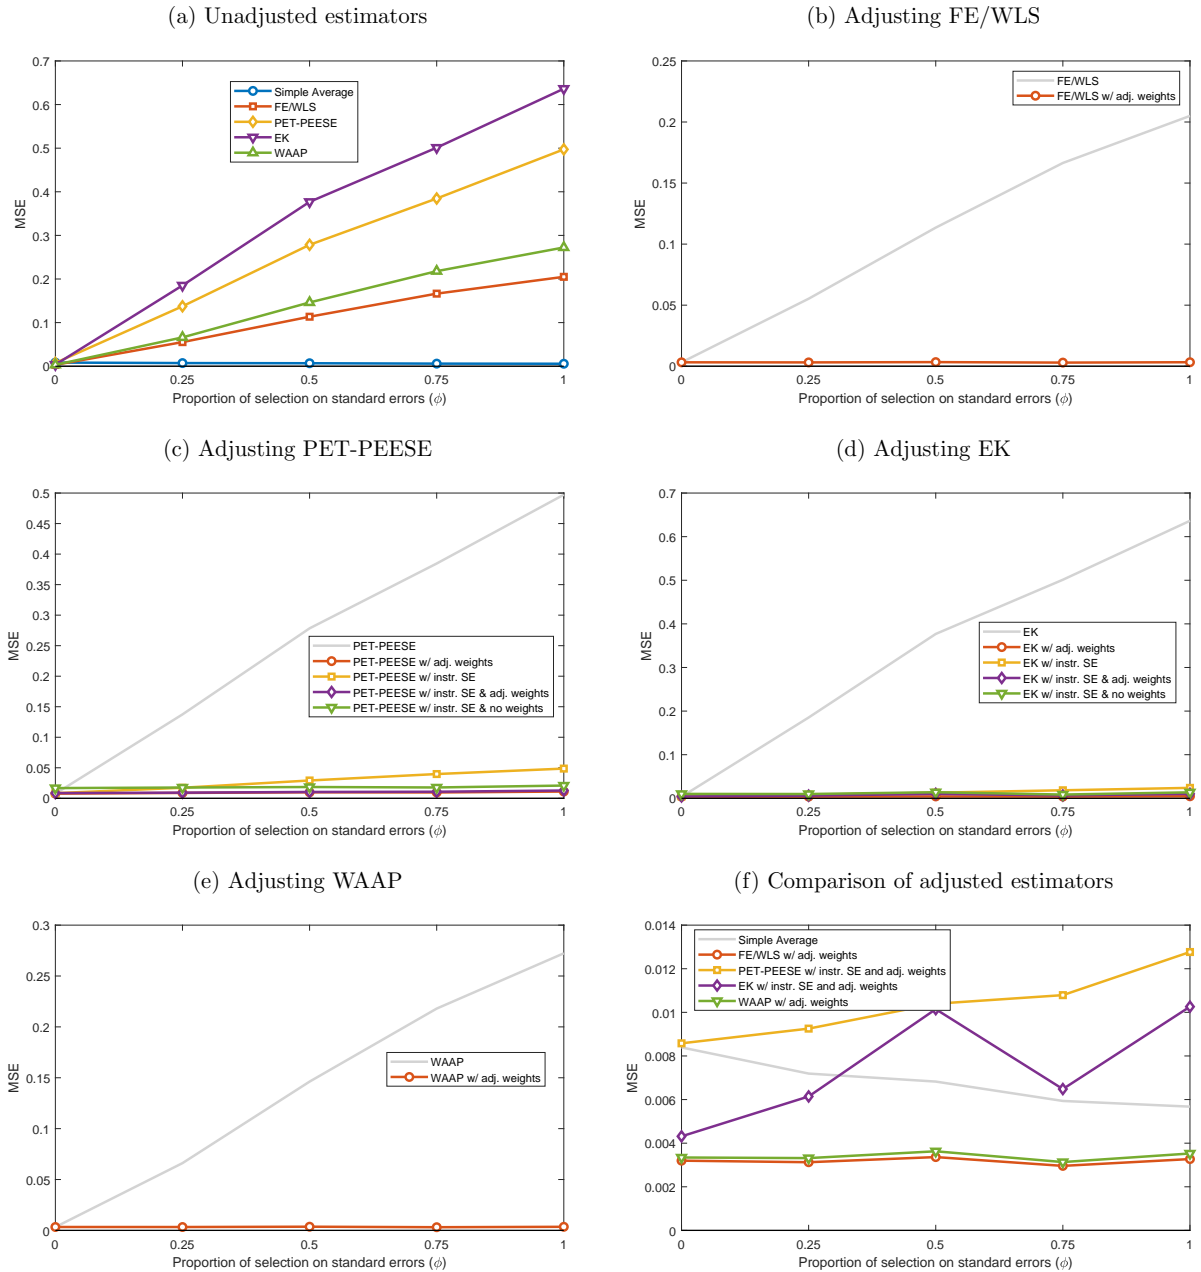 (a) Unadjusted estimators
0.7
0.6
0.5
0.4
0.3
0.2
0.1
0
MSE
Simple Average
FE/WLS
PET-PEESE
EK
WAAP
0 0.25 0.5 0.75 1
Proportion of selection on standard errors (ϕ)
(b) Adjusting FE/WLS
0.25
0.2
0.15
0.1
0.05
0
MSE
FE/WLS
FE/WLS w/ adj. weights
0 0.25 0.5 0.75 1
Proportion of selection on standard errors (ϕ)
(c) Adjusting PET-PEESE
0.5
0.45
0.4
0.35
0.3
0.25
0.2
0.15
0.1
0.05
0
MSE
PET-PEESE
PET-PEESE w/ adj. weights
PET-PEESE w/ instr. SE
PET-PEESE w/ instr. SE & adj. weights
PET-PEESE w/ instr. SE & no weights
0 0.25 0.5 0.75 1
Proportion of selection on standard errors (ϕ)
(d) Adjusting EK
0.7
0.6
0.5
0.4
0.3
0.2
0.1
0
MSE
EK
EK w/ adj. weights
EK w/ instr. SE
EK w/ instr. SE & adj. weights
EK w/ instr. SE & no weights
0 0.25 0.5 0.75 1
Proportion of selection on standard errors (ϕ)
(e) Adjusting WAAP
0.3
0.25
0.2
0.15
0.1
0.05
0
MSE
WAAP
WAAP w/ adj. weights
0 0.25 0.5 0.75 1
Proportion of selection on standard errors (ϕ)
(f) Comparison of adjusted estimators
0.014
0.012
0.01
0.008
0.006
0.004
0.002
0
MSE
Simple Average
FE/WLS w/ adj. weights
PET-PEESE w/ instr. SE and adj. weights
EK w/ instr. SE and adj. weights
WAAP w/ adj. weights
0 0.25 0.5 0.75 1
Proportion of selection on standard errors (ϕ)